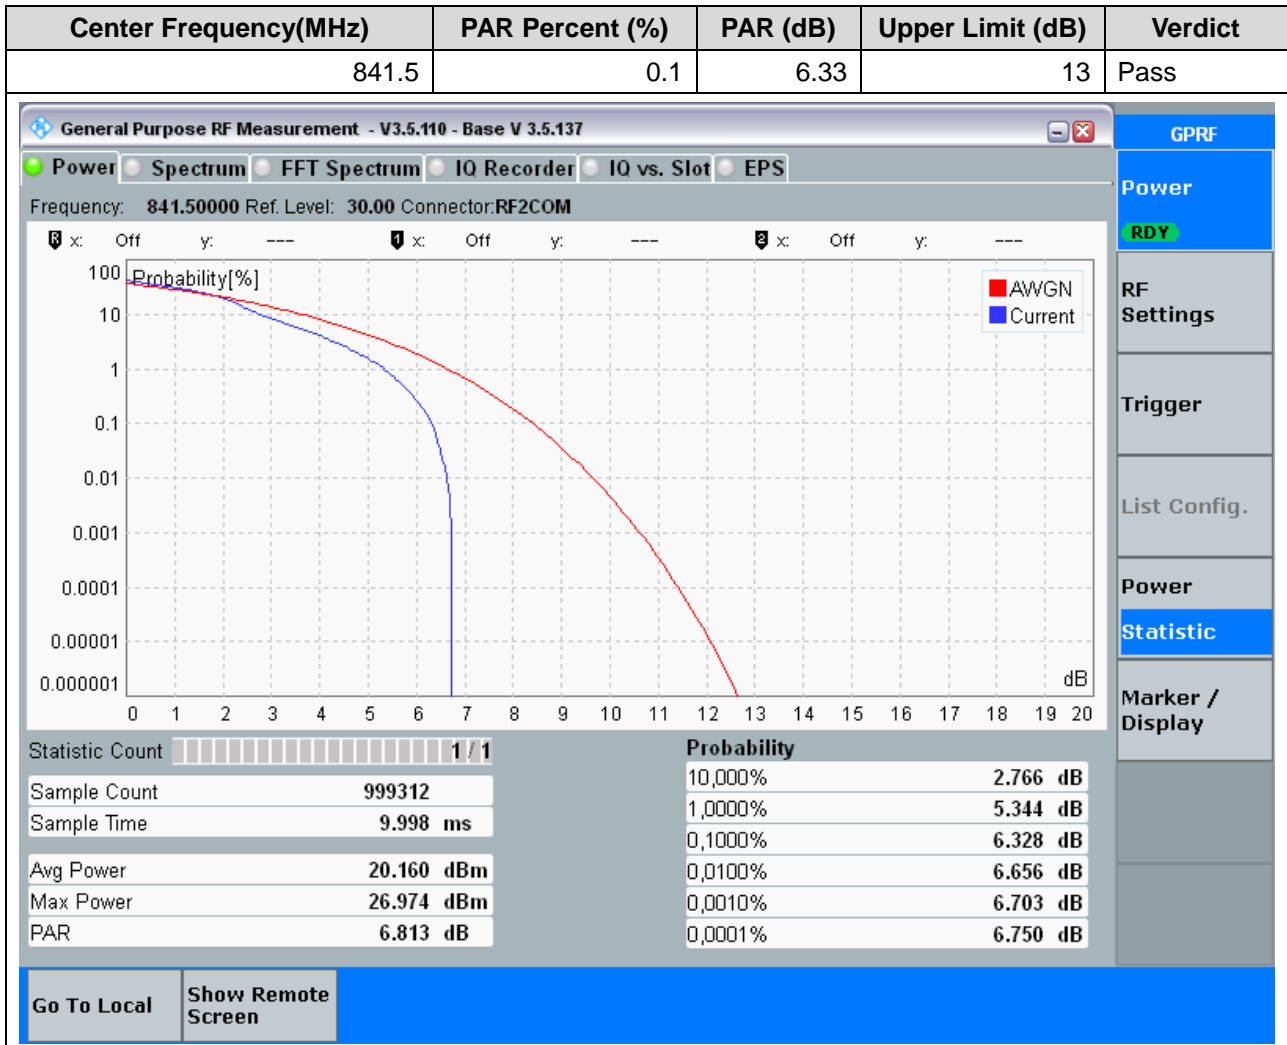 Center Frequency(MHz) PAR Percent (%) PAR (dB) Upper Limit (dB) Verdict
841.5 0.1 6.33 13 Pass
General Purpose RF Measurement - V3.5.110 - Base V 3.5.137
GPRF
Power Spectrum FFT Spectrum IQ Recorder IQ vs. Slot EPS
Frequency: 841.50000 Ref. Level: 30.00 Connector:RF2COM
R x: Off y: --- 1 x: Off y: --- 2 x: Off y: ---
Probability[%]
AWGN
Current
100
10
1
0.1
0.01
0.001
0.0001
0.00001
0.000001
dB
0 1 2 3 4 5 6 7 8 9 10 11 12 13 14 15 16 17 18 19 20
Statistic Count 1 / 1
Sample Count 999312
Sample Time 9.998 ms
Avg Power 20.160 dBm
Max Power 26.974 dBm
PAR 6.813 dB
Probability
10,000% 2.766 dB
1,0000% 5.344 dB
0,1000% 6.328 dB
0,0100% 6.656 dB
0,0010% 6.703 dB
0,0001% 6.750 dB
Power
RDY
RF
Settings
Trigger
List Config.
Power
Statistic
Marker /
Display
Go To Local
Show Remote
Screen